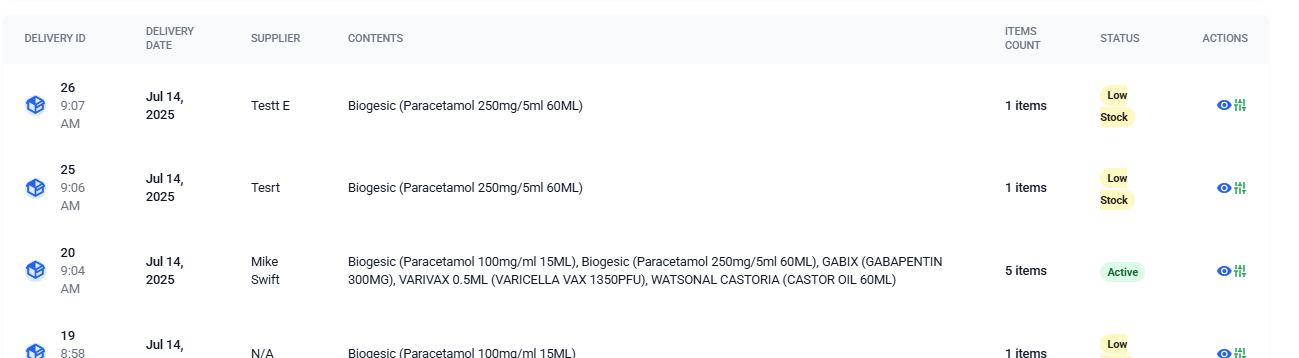 DELIVERY ID
DELIVERY
DATE
SUPPLIER
CONTENTS
ITEMS
COUNT
STATUS
ACTIONS
26
9:07
AM
Jul 14,
2025
Testt E
Biogesic (Paracetamol 250mg/5ml 60ML)
1 items
Low
Stock
25
9:06
AM
Jul 14,
2025
Tesrt
Biogesic (Paracetamol 250mg/5ml 60ML)
1 items
Low
Stock
20
9:04
AM
Jul 14,
2025
Mike
Swift
Biogesic (Paracetamol 100mg/ml 15ML), Biogesic (Paracetamol 250mg/5ml 60ML), GABIX (GABAPENTIN
300MG), VARIVAX 0.5ML (VARICELLA VAX 1350PFU), WATSONAL CASTORIA (CASTOR OIL 60ML)
5 items
Active
19
8:58
Jul 14,
N/A
Biogesic (Paracetamol 100mg/ml 15ML)
1 items
Low